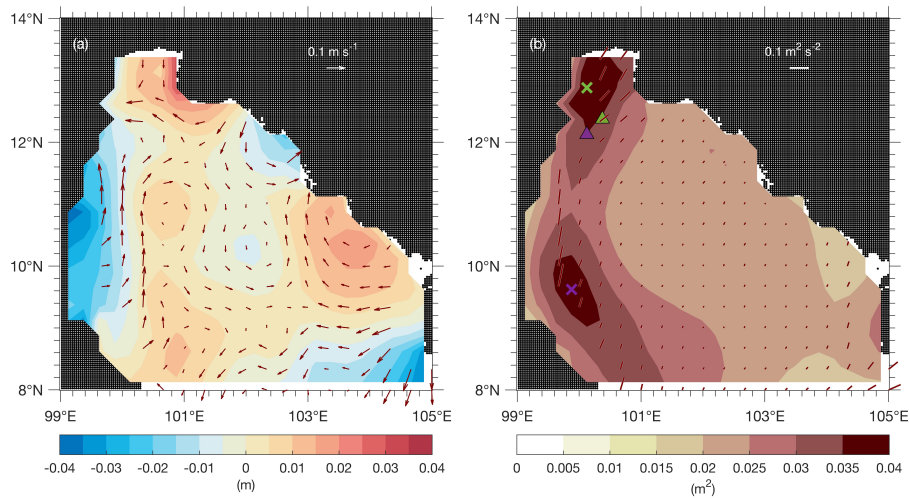 (a)
0.1 m s⁻¹
14°N
12°N
10°N
8°N
99°E 101°E 103°E 105°E
-0.04 -0.03 -0.02 -0.01 0 0.01 0.02 0.03 0.04
(m)
(b)
0.1 m² s⁻²
14°N
12°N
10°N
8°N
99°E 101°E 103°E 105°E
0 0.005 0.01 0.015 0.02 0.025 0.03 0.035 0.04
(m²)